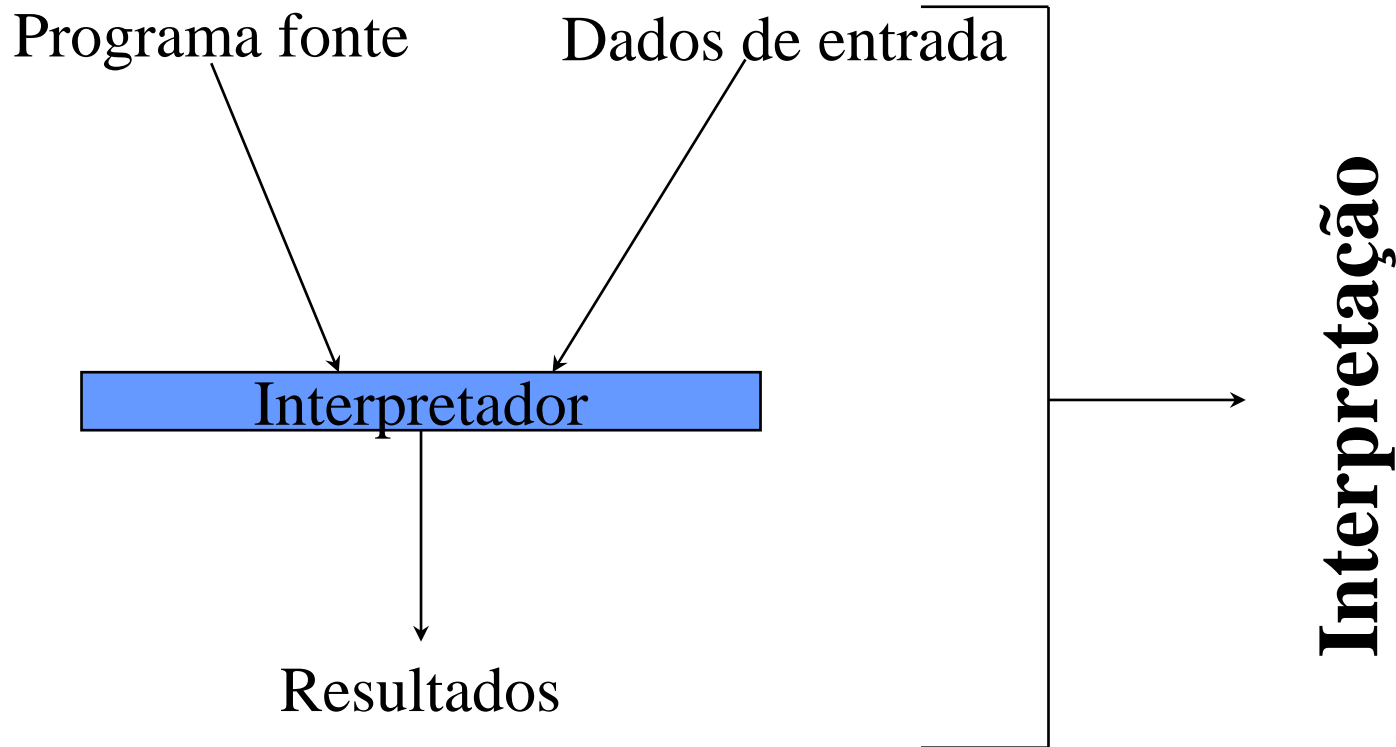 Programa fonte
Dados de entrada
Interpretador
Resultados
Interpretação